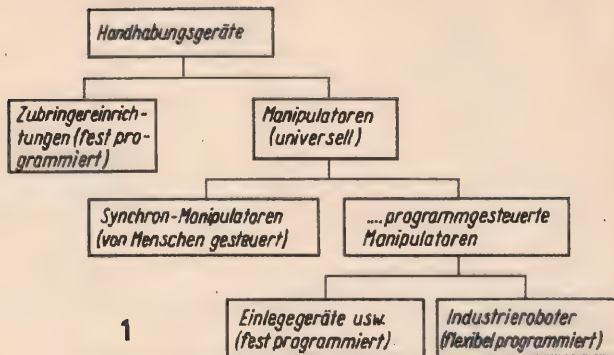 Handhabungsgeräte
Zubringereinrich-
tungen (fest pro-
grammiert)
Manipulatoren
(universell)
Synchron-Manipulatoren
(von Menschen gesteuert)
....programmgesteuerte
Manipulatoren
Einlegegeräte usw.
(fest programmiert)
Industrieroboter
(flexibel programmiert)
1